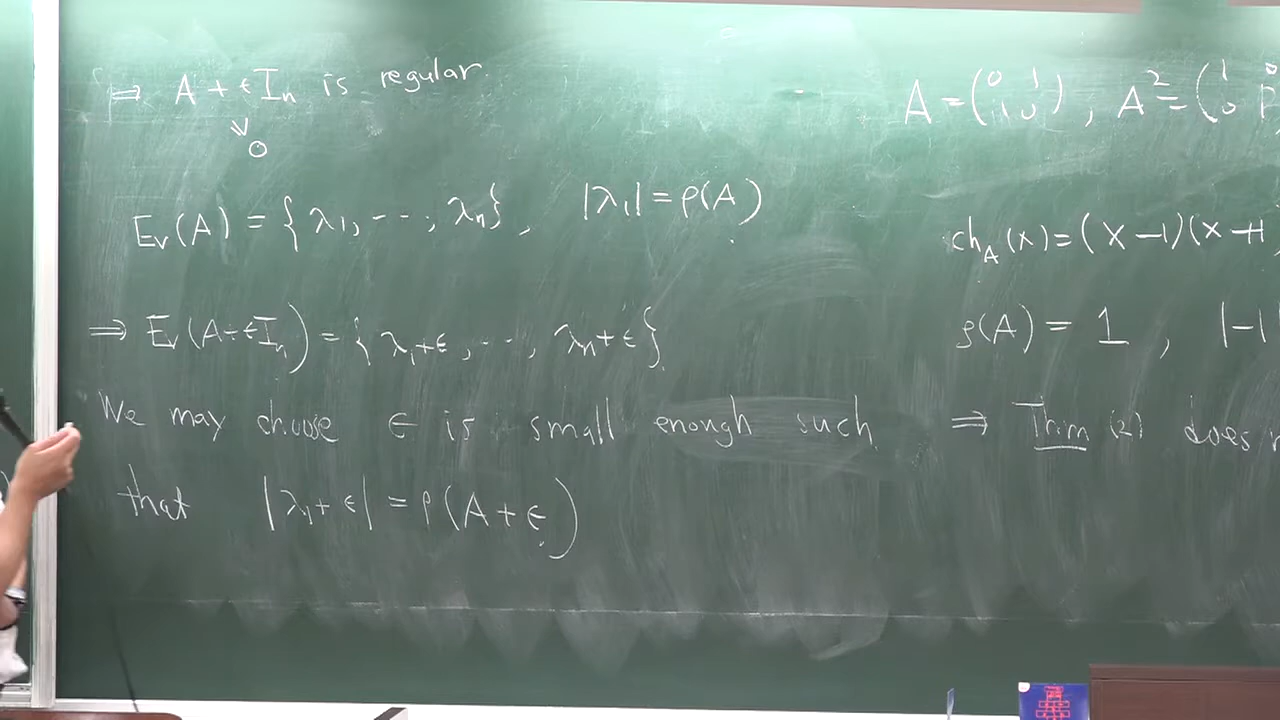 ⇒ A + εIₙ is regular.
∨
0
Ev(A) = {λ₁, ..., λₙ}, |λ₁| = ρ(A).
⇒ Ev(A+εIₙ) = {λ₁+ε, ..., λₙ+ε}.
We may choose ε is small enough such
that |λ₁+ε| = ρ(A+ε)
A = (0 1
1 0), A² = (1 0
0
ch_A(x) = (x-1)(x+1
ρ(A) = 1, |-1|
⇒ Thm (2) does